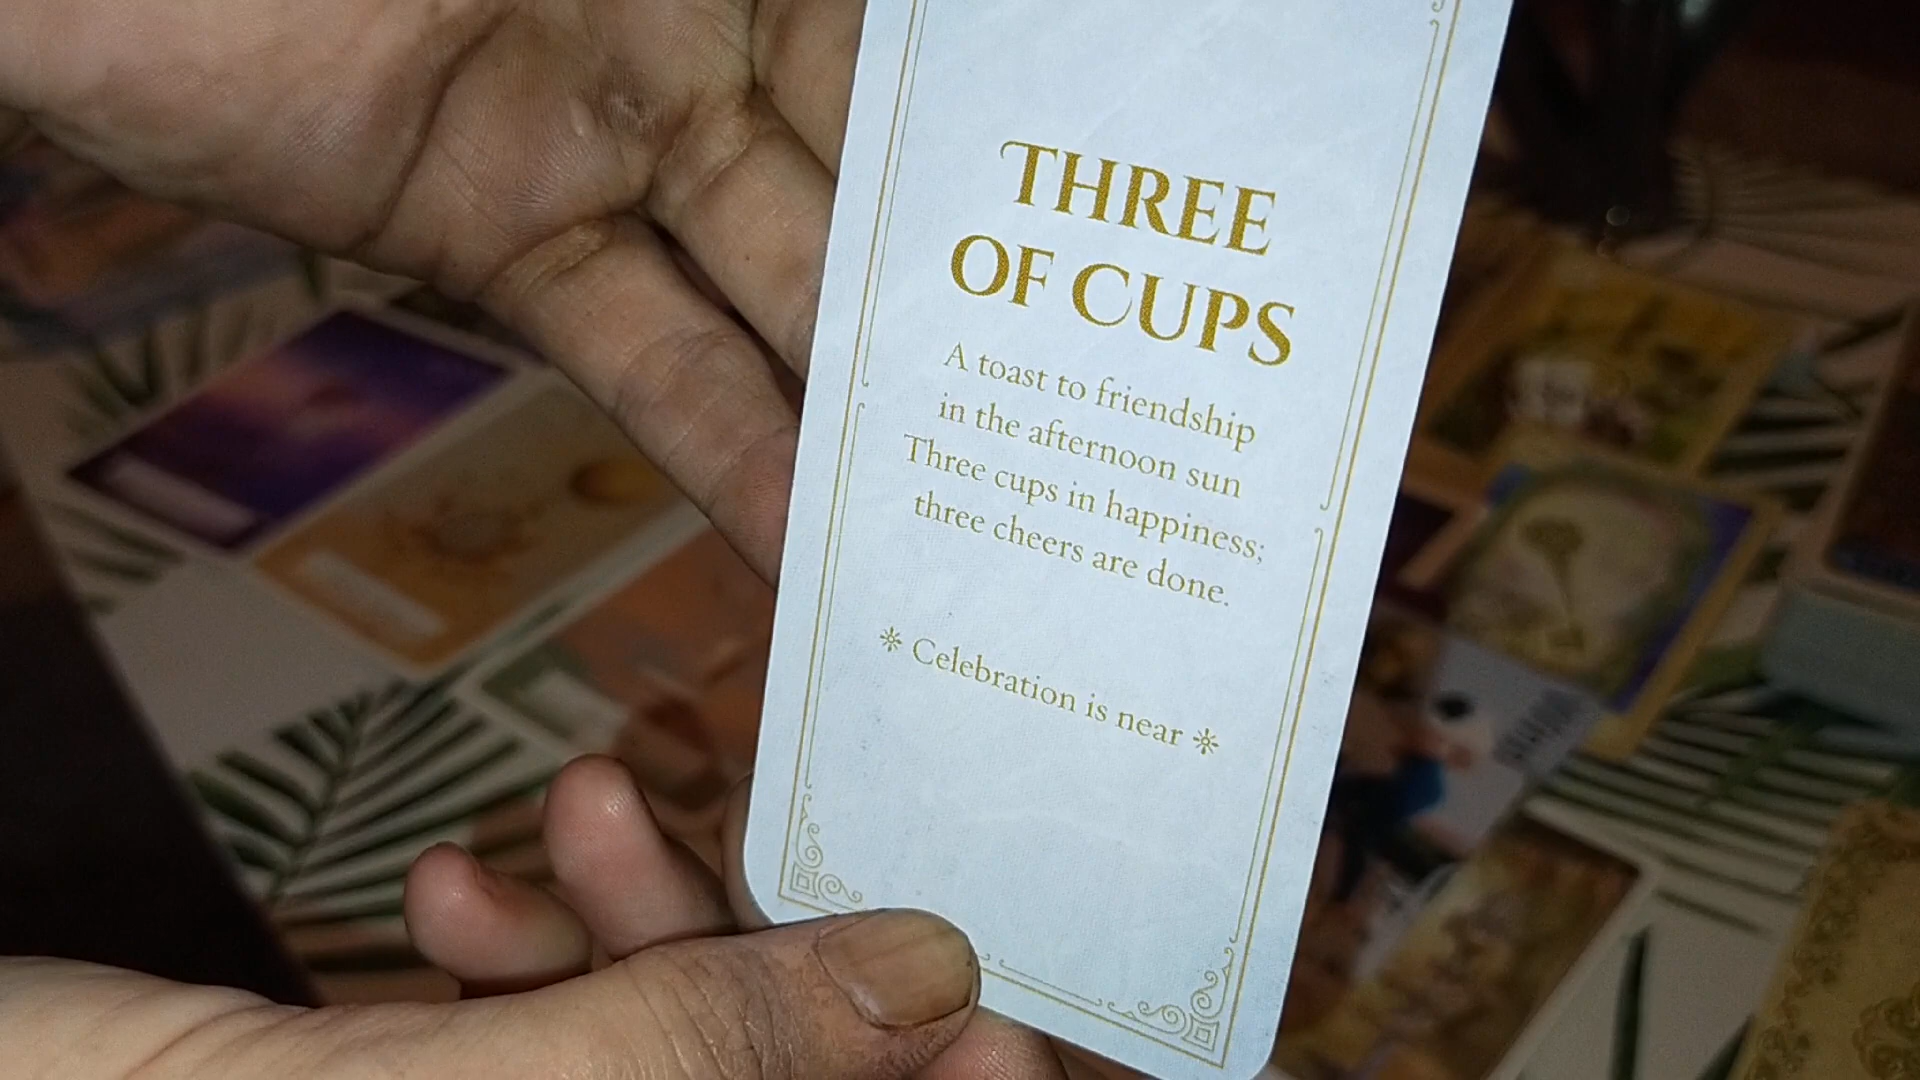 THREE
OF CUPS
A toast to friendship
in the afternoon sun
Three cups in happiness;
three cheers are done.
Celebration is near